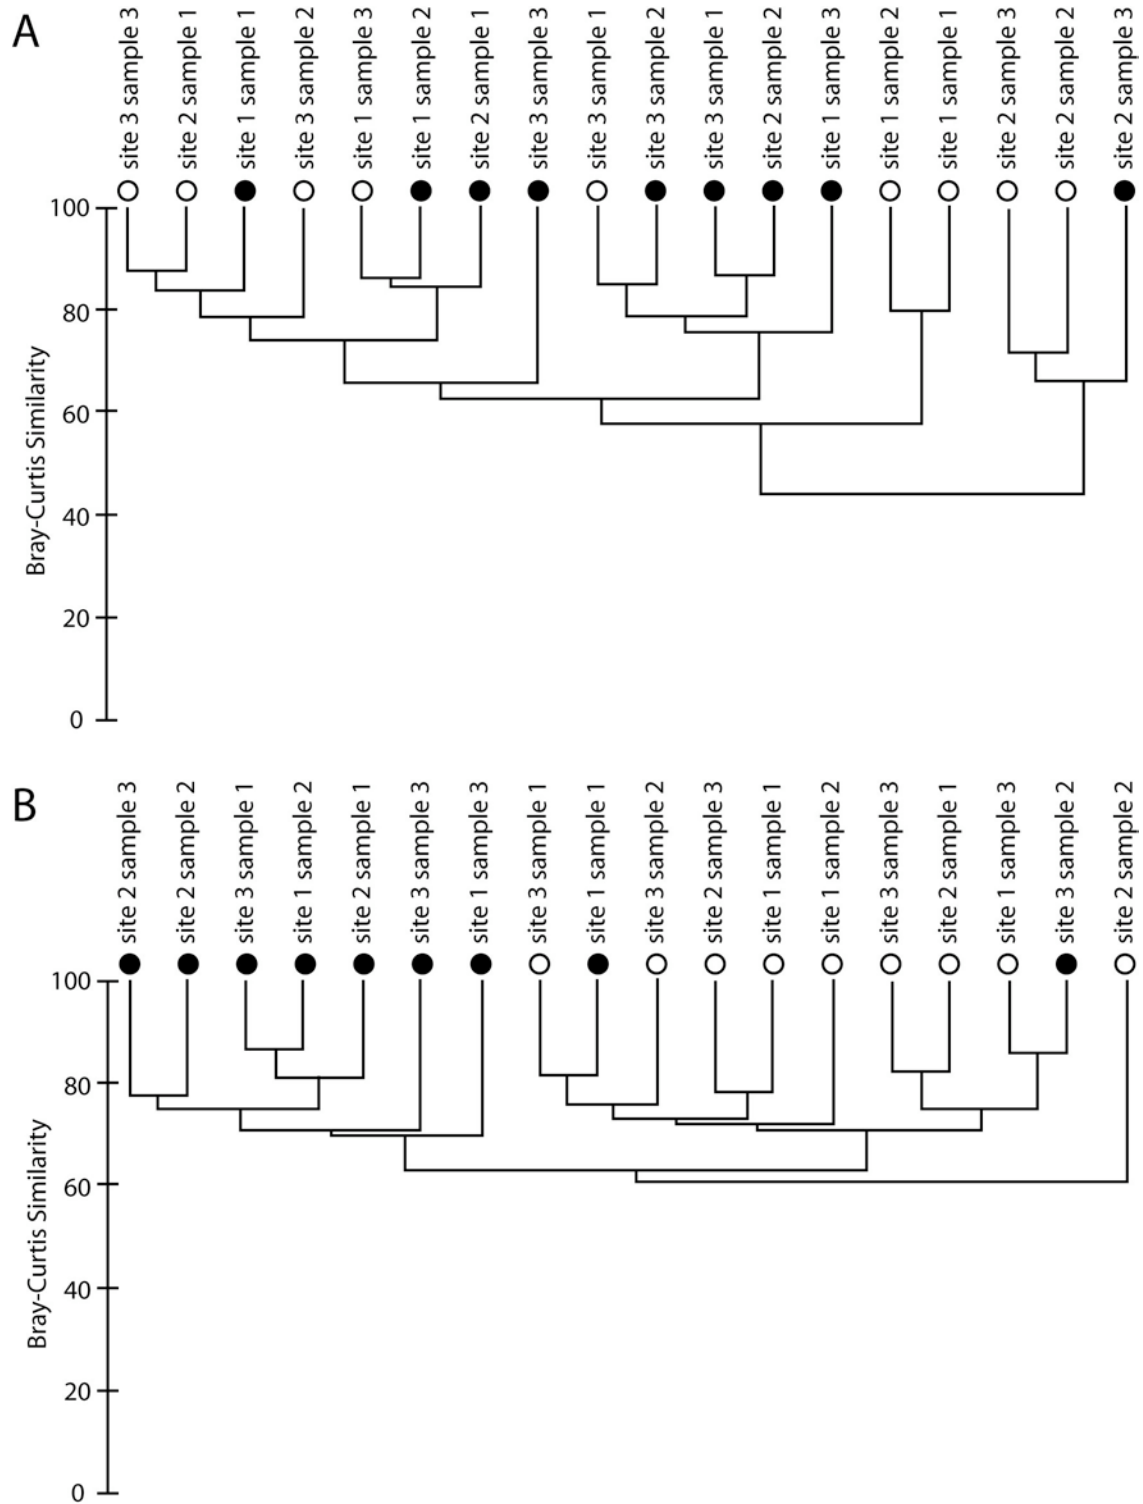 A
site 3 sample 3
site 2 sample 1
site 1 sample 1
site 3 sample 2
site 1 sample 3
site 1 sample 2
site 2 sample 1
site 3 sample 3
site 3 sample 1
site 3 sample 2
site 3 sample 1
site 2 sample 2
site 1 sample 3
site 1 sample 2
site 1 sample 1
site 2 sample 3
site 2 sample 2
site 2 sample 3
100
80
60
40
20
0
Bray-Curtis Similarity
B
site 2 sample 3
site 2 sample 2
site 3 sample 1
site 1 sample 2
site 2 sample 1
site 3 sample 3
site 1 sample 3
site 3 sample 1
site 1 sample 1
site 3 sample 2
site 2 sample 3
site 1 sample 1
site 1 sample 2
site 3 sample 3
site 2 sample 1
site 1 sample 3
site 3 sample 2
site 2 sample 2
100
80
60
40
20
0
Bray-Curtis Similarity